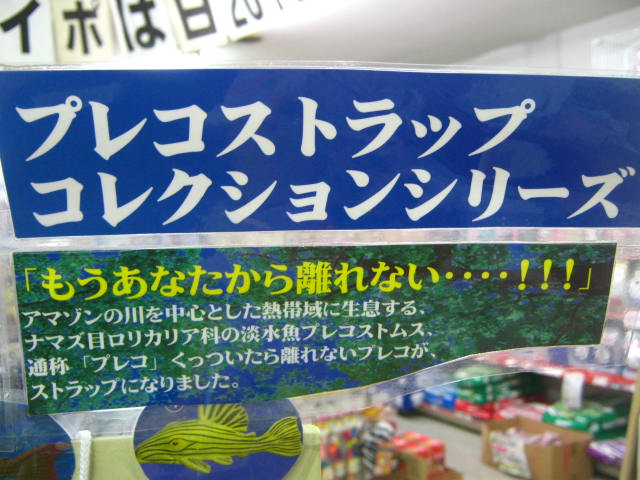 イポは日
プレコストラップ
コレクションシリーズ
「もうあなたから離れない・・・・!!!」
アマゾンの川を中心とした熱帯域に生息する、
ナマズ目ロリカリア科の淡水魚プレコストムス、
通称「プレコ」くっついたら離れないプレコが、
ストラップになりました。